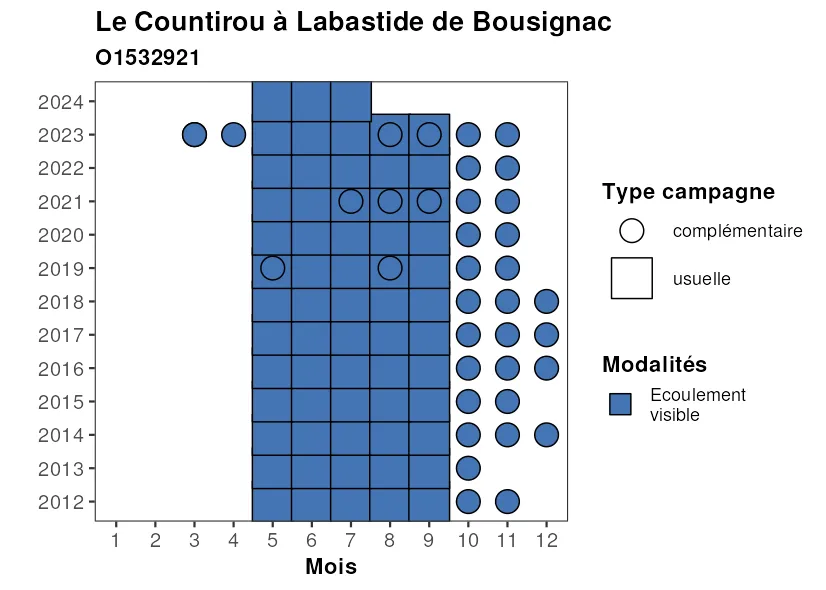 Le Countirou à Labastide de Bousignac
O1532921
2024
2023
2022
2021
2020
2019
2018
2017
2016
2015
2014
2013
2012
1 2 3 4 5 6 7 8 9 10 11 12
Mois
Type campagne
complémentaire
usuelle
Modalités
Ecoulement
visible